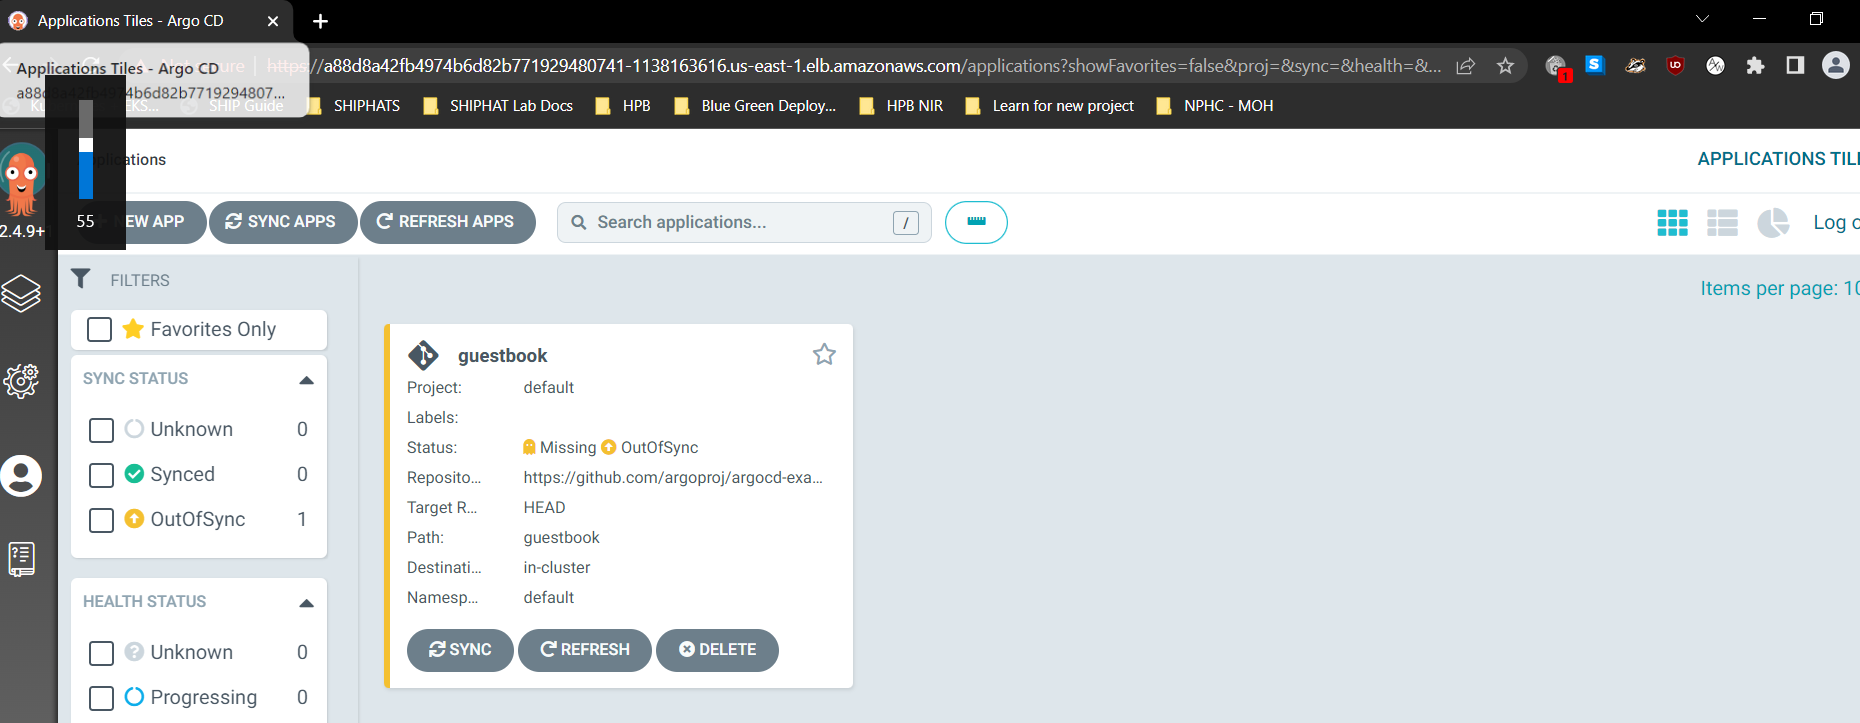 Applications Tiles - Argo CD
https://a88d8a42fb4974b6d82b771929480741-1138163616.us-east-1.elb.amazonaws.com/applications?showFavorites=false&proj=&sync=&health=&...
1
Applications Tiles - Argo CD
a88d8a42fb4974b6d82b7719294807...
SHIP Guide SHIPHATS SHIPHAT Lab Docs HPB Blue Green Deploy... HPB NIR Learn for new project NPHC - MOH
plications APPLICATIONS TILE
55 EW APP SYNC APPS REFRESH APPS Search applications... / Log o
2.4.9+
FILTERS Items per page: 10
Favorites Only
SYNC STATUS
Unknown 0
Synced 0
OutOfSync 1
HEALTH STATUS
Unknown 0
Progressing 0
guestbook
Project: default
Labels:
Status: Missing OutOfSync
Reposito... https://github.com/argoproj/argocd-exa...
Target R... HEAD
Path: guestbook
Destinati... in-cluster
Namesp... default
SYNC REFRESH DELETE